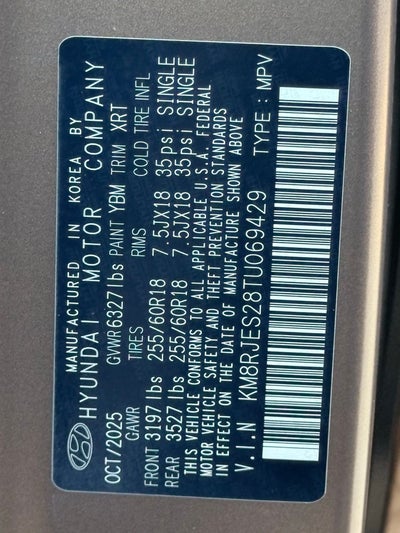 MANUFACTURED IN KOREA BY
HYUNDAI MOTOR COMPANY
OCT/2025 GVWR 6327 lbs PAINT YBM TRIM XRT
GAWR TIRES RIMS COLD TIRE INFL
FRONT 3197 lbs 255/60R18 7.5JX18 35psi SINGLE
REAR 3527 lbs 255/60R18 7.5JX18 35psi SINGLE
THIS VEHICLE CONFORMS TO ALL APPLICABLE U.S.A. FEDERAL
MOTOR VEHICLE SAFETY AND THEFT PREVENTION STANDARDS
IN EFFECT ON THE DATE OF MANUFACTURE SHOWN ABOVE
V.I.N KM8RJES28TU069429 TYPE: MPV